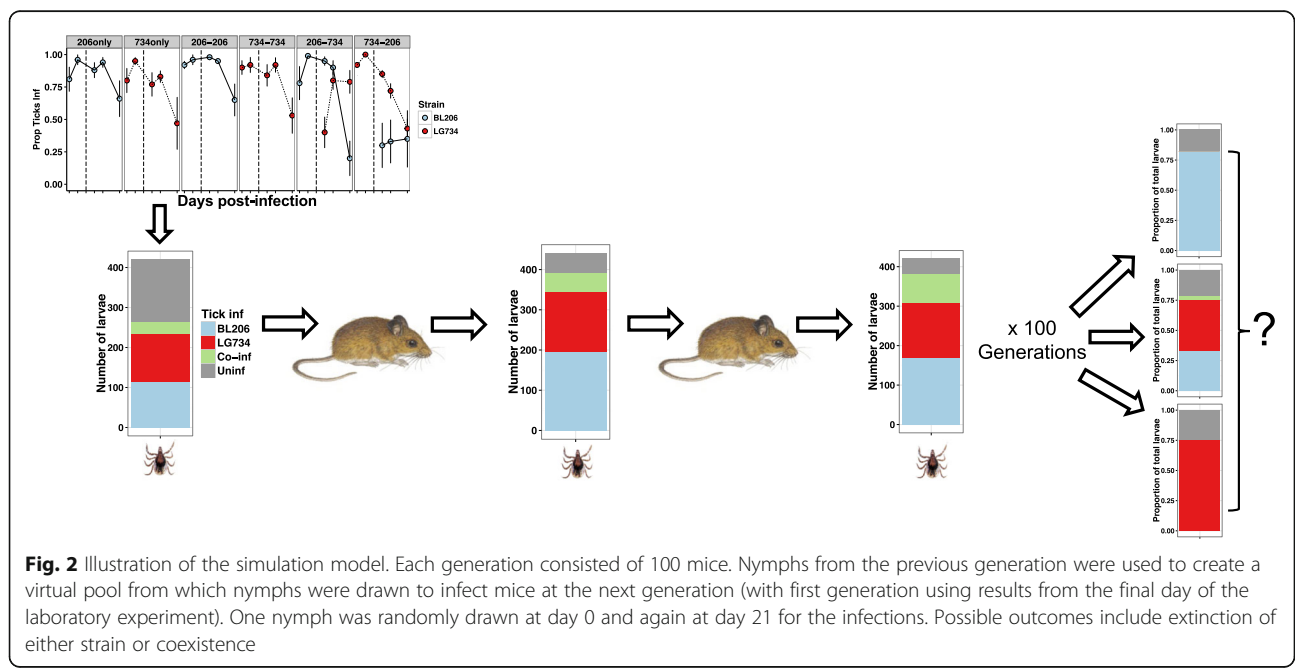 206only 734only 206–206 734–734 206–734 734–206
Prop Ticks Inf
1.00
0.75
0.50
0.25
0.00
Days post-infection
Strain
BL206
LG734
Number of larvae
400
300
200
100
0
Tick inf
BL206
LG734
Co–inf
Uninf
Number of larvae
400
300
200
100
0
Number of larvae
400
300
200
100
0
x 100
Generations
Proportion of total larvae
1.00
0.75
0.50
0.25
0.00
Proportion of total larvae
1.00
0.75
0.50
0.25
0.00
Proportion of total larvae
1.00
0.75
0.50
0.25
0.00
?
Fig. 2 Illustration of the simulation model. Each generation consisted of 100 mice. Nymphs from the previous generation were used to create a
virtual pool from which nymphs were drawn to infect mice at the next generation (with first generation using results from the final day of the
laboratory experiment). One nymph was randomly drawn at day 0 and again at day 21 for the infections. Possible outcomes include extinction of
either strain or coexistence